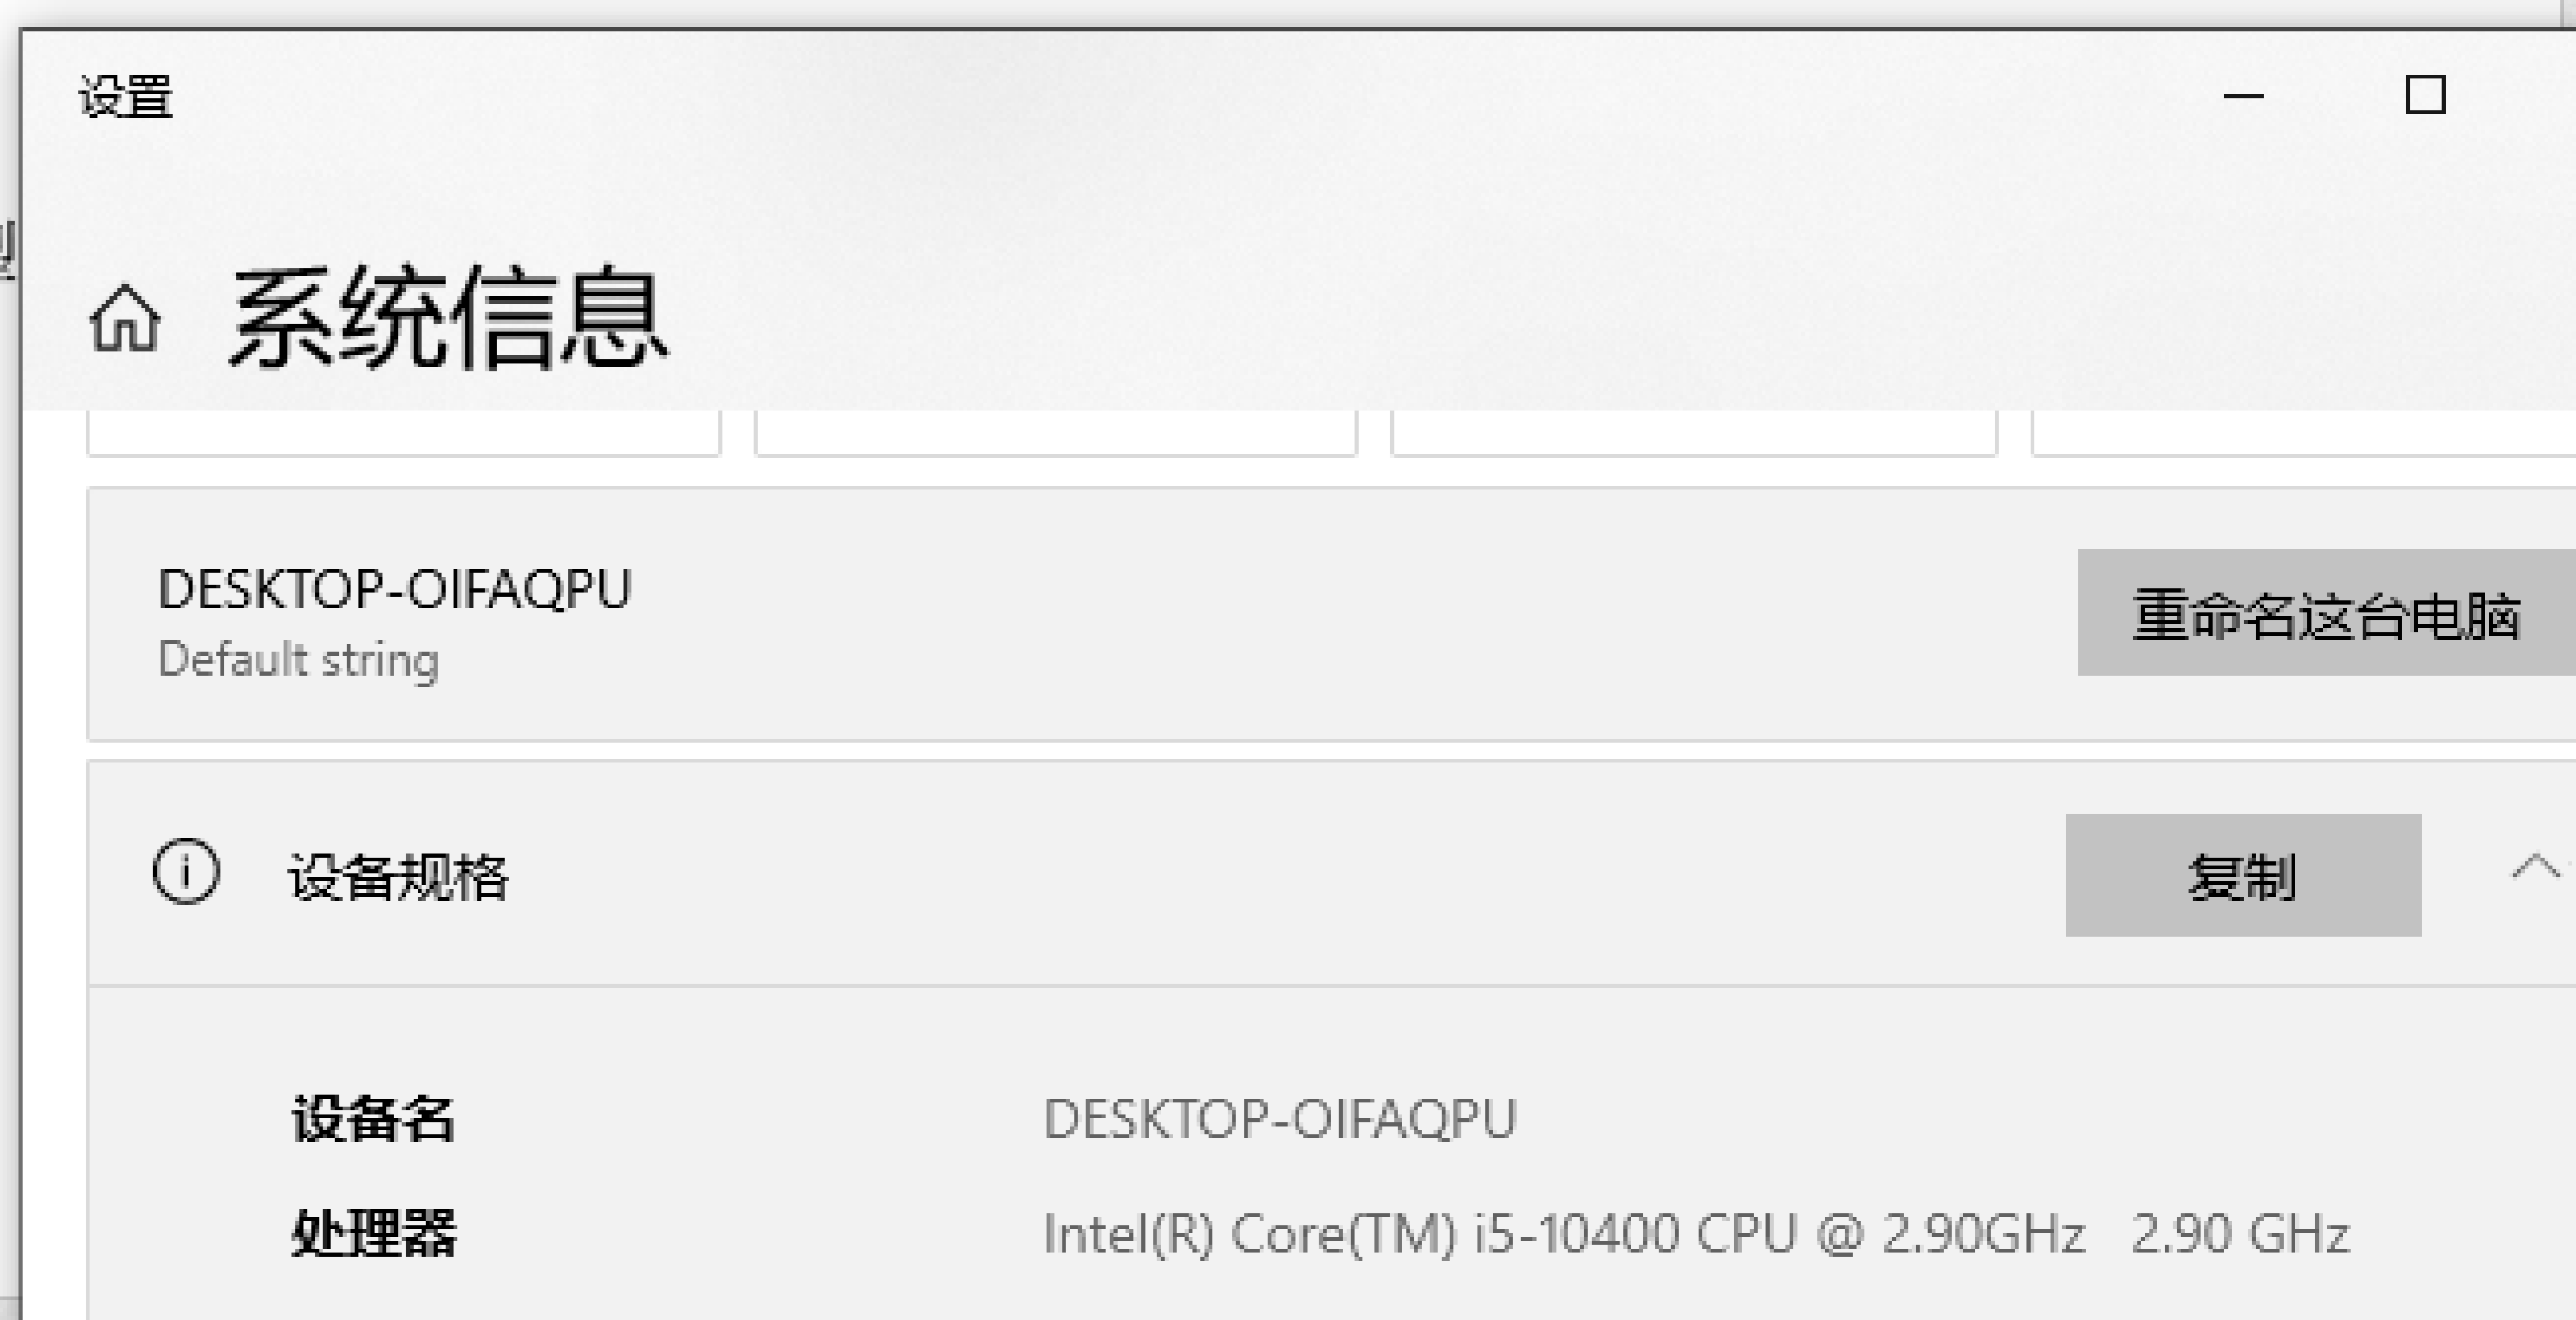 设置
系统信息
DESKTOP-OIFAQPU
Default string
重命名这台电脑
设备规格
复制
设备名 DESKTOP-OIFAQPU
处理器 Intel(R) Core(TM) i5-10400 CPU @ 2.90GHz 2.90 GHz